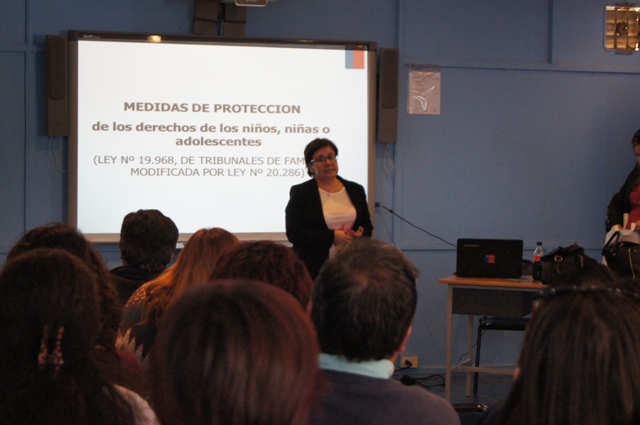 MEDIDAS DE PROTECCION
de los derechos de los niños, niñas o
adolescentes
(LEY Nº 19.968, DE TRIBUNALES DE FAM
MODIFICADA POR LEY Nº 20.286)